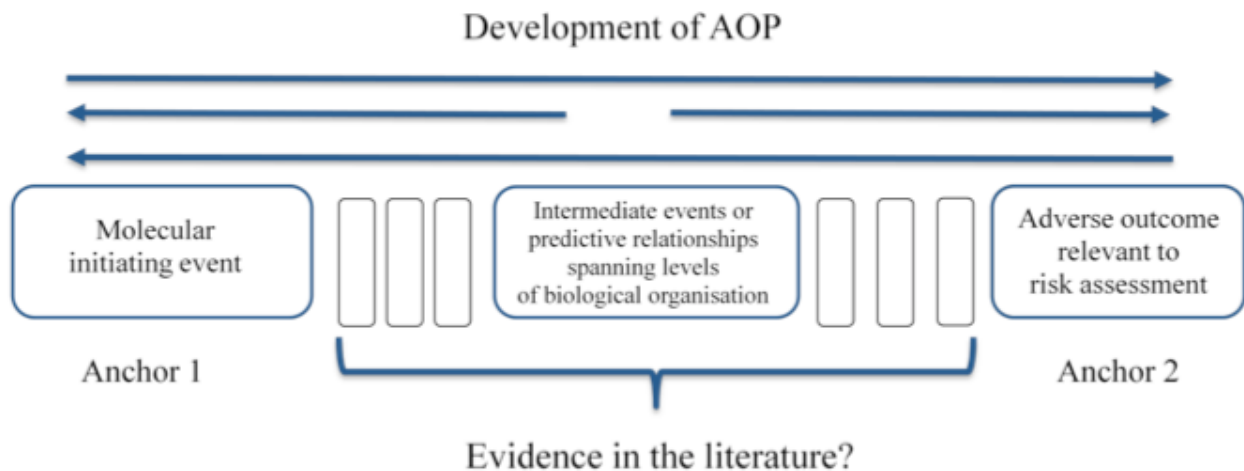 Development of AOP
Molecular
initiating event
Intermediate events or
predictive relationships
spanning levels
of biological organisation
Adverse outcome
relevant to
risk assessment
Anchor 1
Anchor 2
Evidence in the literature?